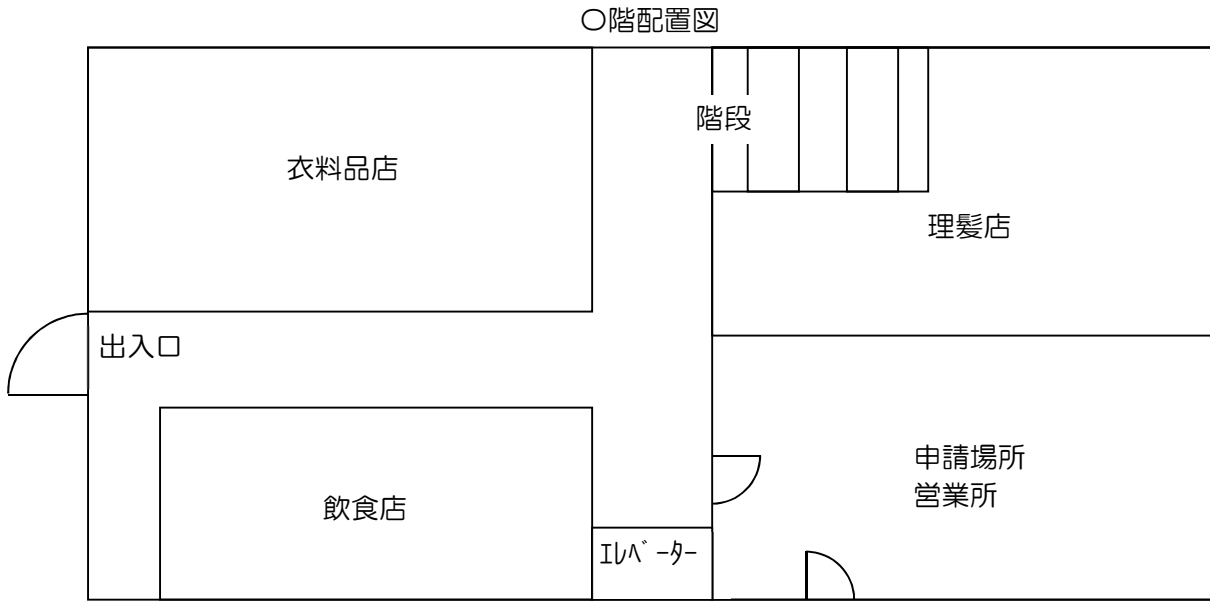 〇階配置図
階段
衣料品店
理髪店
出入口
申請場所
営業所
飲食店
ｴﾚﾍﾞｰﾀｰ